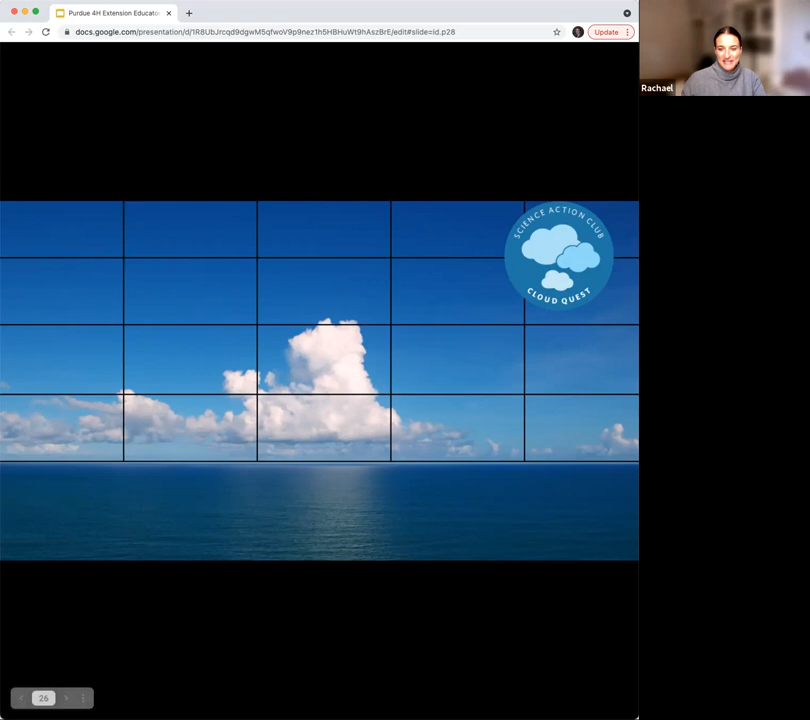 Purdue 4H Extension Educato
docs.google.com/presentation/d/1R8UbJrcqd9dgwM5qfwoV9p9nez1h5HBHuWt9hAszBrE/edit#slide=id.p28
Update
Rachael
SCIENCE ACTION CLUB
CLOUD QUEST
26